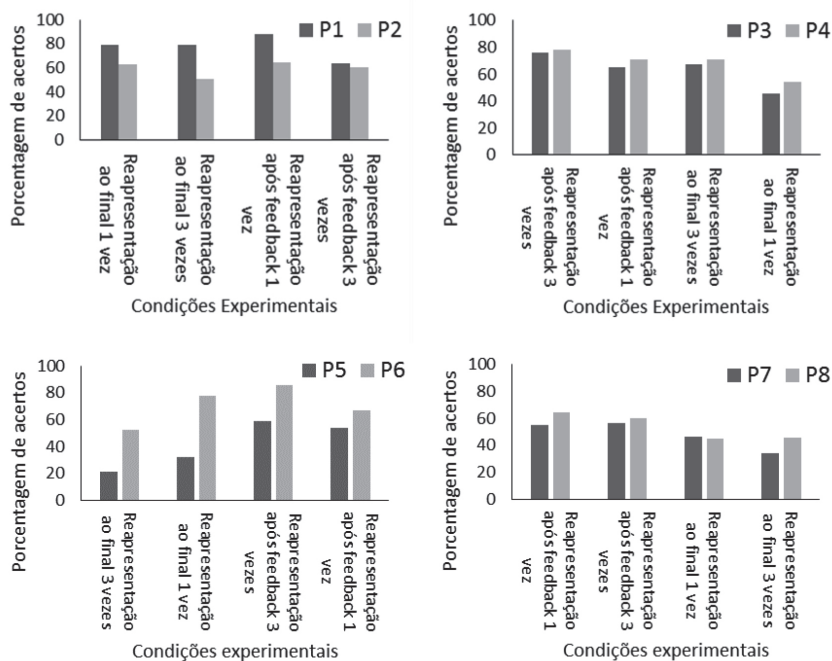 Porcentagem de acertos
100
80
60
40
20
0
P1 P2
Reapresentação
ao final 1 vez
Reapresentação
ao final 3 vezes
Reapresentação
após feedback 1
vez
Reapresentação
após feedback 3
vezes
Condições Experimentais
Porcentagem de acertos
100
80
60
40
20
0
P3 P4
Reapresentação
após feedback 3
vezes
Reapresentação
após feedback 1
vez
Reapresentação
ao final 3 vezes
Reapresentação
ao final 1 vez
Condições Experimentais
Porcentagem de acertos
100
80
60
40
20
0
P5 P6
Reapresentação
ao final 3 vezes
Reapresentação
ao final 1 vez
Reapresentação
após feedback 3
vezes
Reapresentação
após feedback 1
vez
Condições experimentais
Porcentagem de acertos
100
80
60
40
20
0
P7 P8
Reapresentação
após feedback 1
vez
Reapresentação
após feedback 3
vezes
Reapresentação
ao final 1 vez
Reapresentação
ao final 3 vezes
Condições experimentais